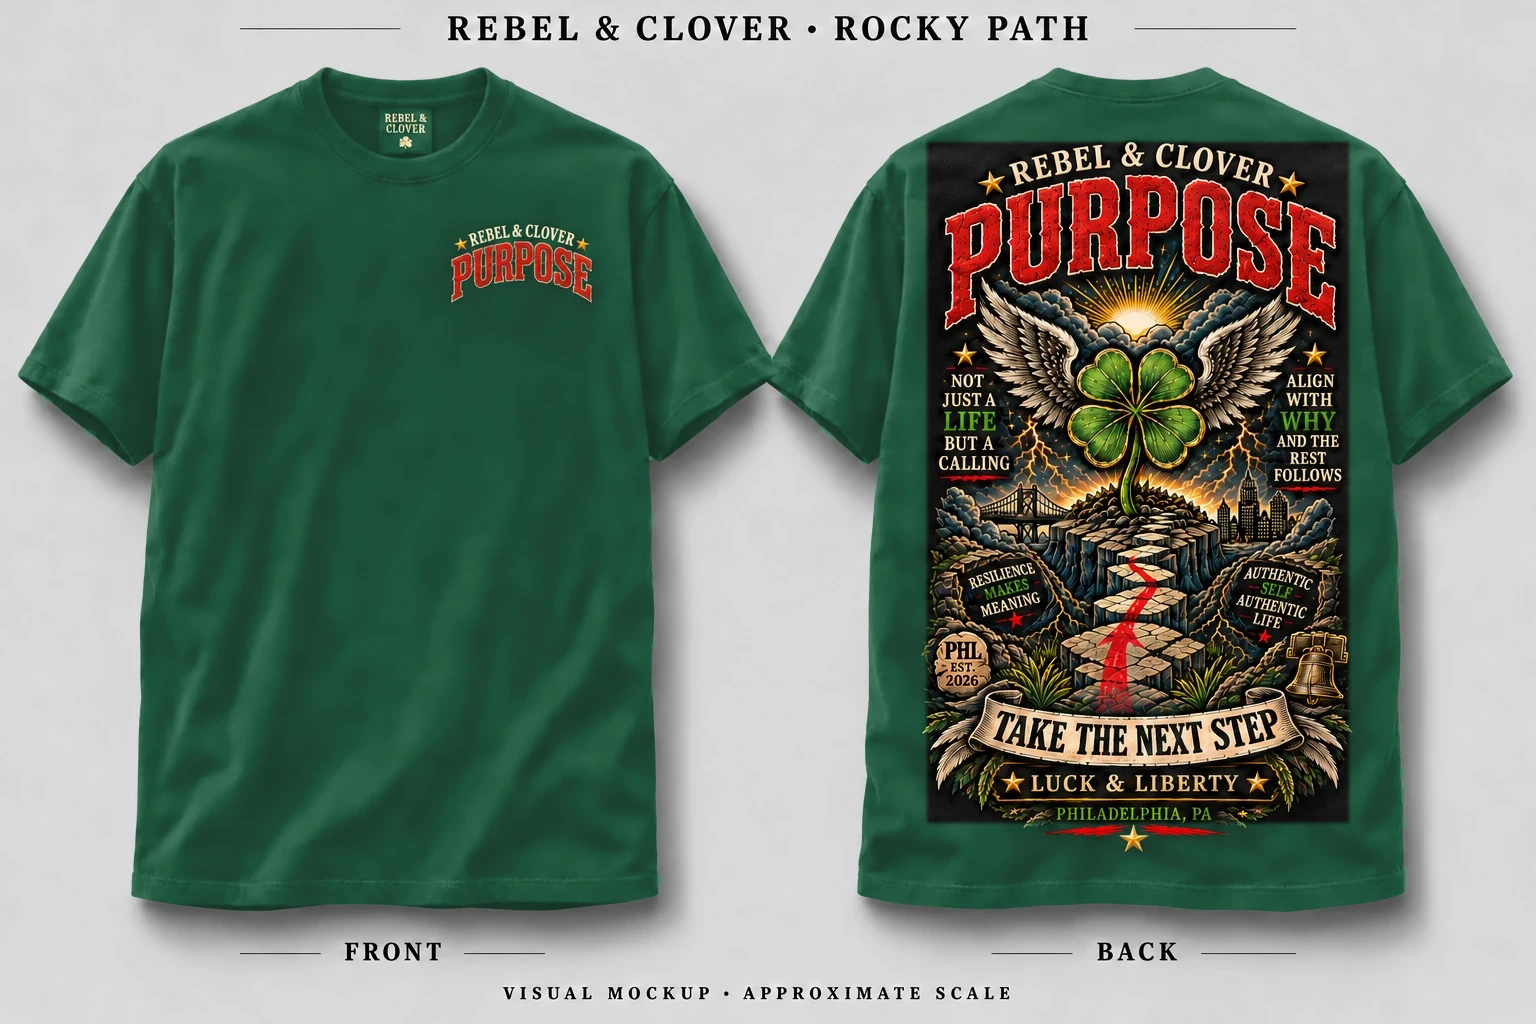 REBEL & CLOVER • ROCKY PATH
REBEL &
CLOVER
REBEL & CLOVER
PURPOSE
REBEL & CLOVER
PURPOSE
NOT
JUST A
LIFE
BUT A
CALLING
ALIGN
WITH
WHY
AND THE
REST
FOLLOWS
RESILIENCE
MAKES
MEANING
AUTHENTIC
SELF
AUTHENTIC
LIFE
PHL
EST.
2026
TAKE THE NEXT STEP
LUCK & LIBERTY
PHILADELPHIA, PA
FRONT
BACK
VISUAL MOCKUP • APPROXIMATE SCALE